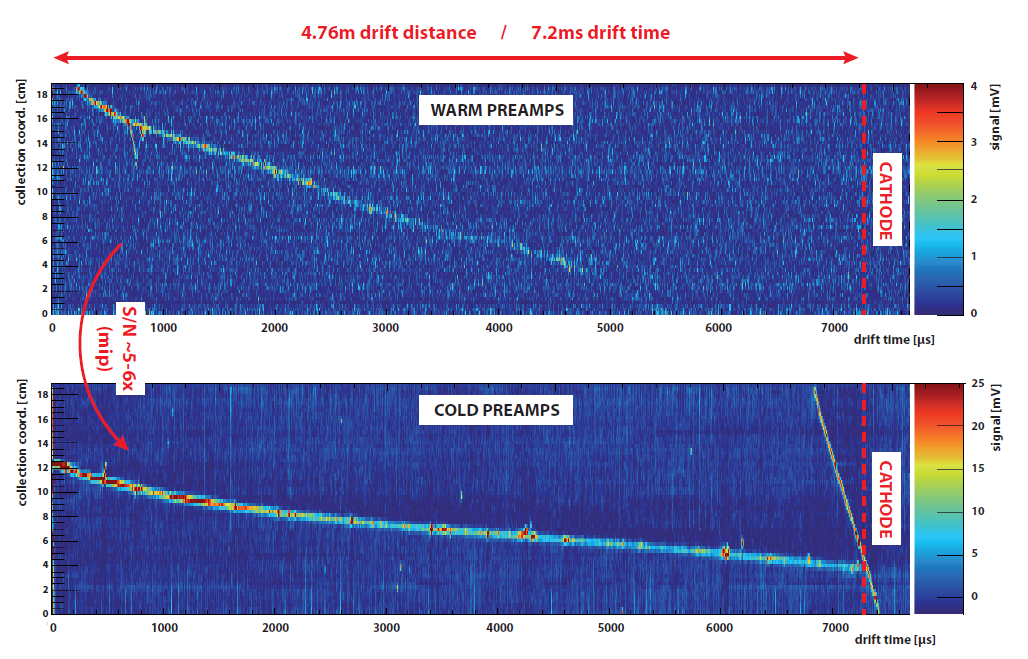 4.76m drift distance / 7.2ms drift time
collection coord. [cm]
18
16
14
12
10
8
6
4
2
0
WARM PREAMPS
CATHODE
4
3
2
1
0
signal [mV]
0 1000 2000 3000 4000 5000 6000 7000
drift time [µs]
S/N ~5-6x
(mip)
collection coord. [cm]
18
16
14
12
10
8
6
4
2
0
COLD PREAMPS
CATHODE
25
20
15
10
5
0
signal [mV]
0 1000 2000 3000 4000 5000 6000 7000
drift time [µs]